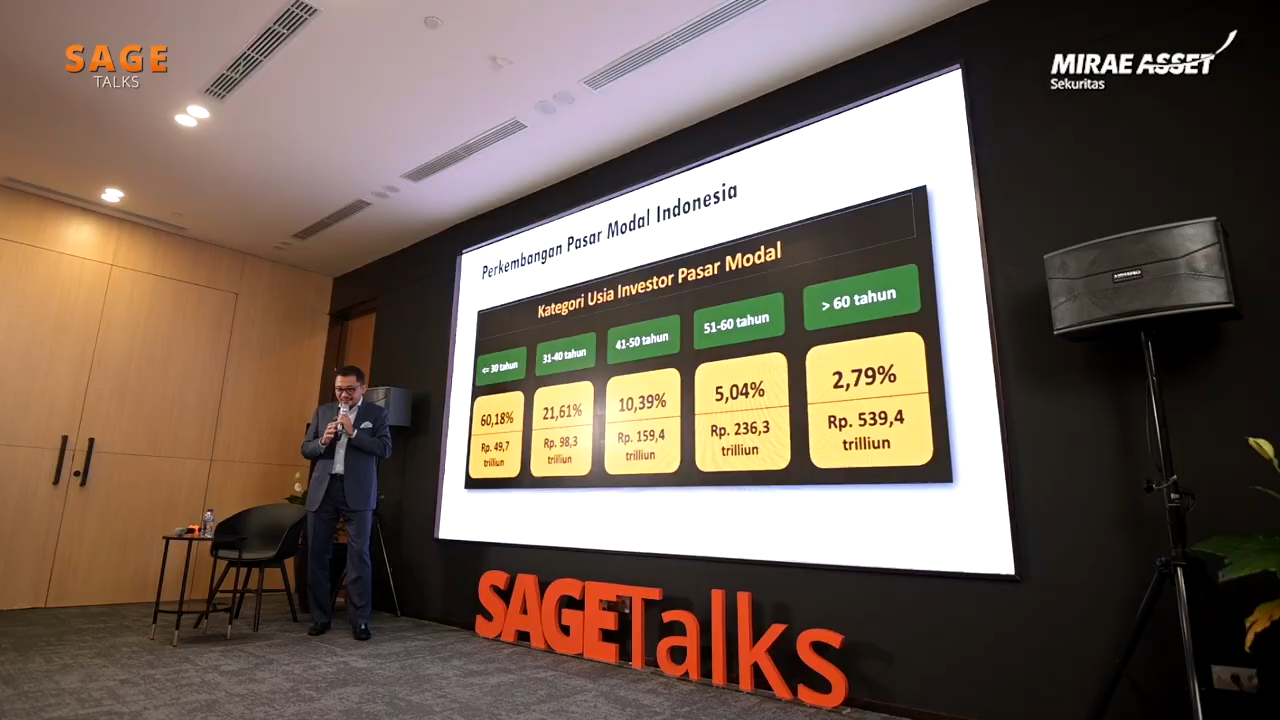 SAGE
TALKS
MIRAE ASSET
Sekuritas
Perkembangan Pasar Modal Indonesia
Kategori Usia Investor Pasar Modal
<= 30 tahun
31-40 tahun
41-50 tahun
51-60 tahun
> 60 tahun
60,18%
21,61%
10,39%
5,04%
2,79%
Rp. 49,7
trilliun
Rp. 98,3
trilliun
Rp. 159,4
trilliun
Rp. 236,3
trilliun
Rp. 539,4
trilliun
SAGETalks